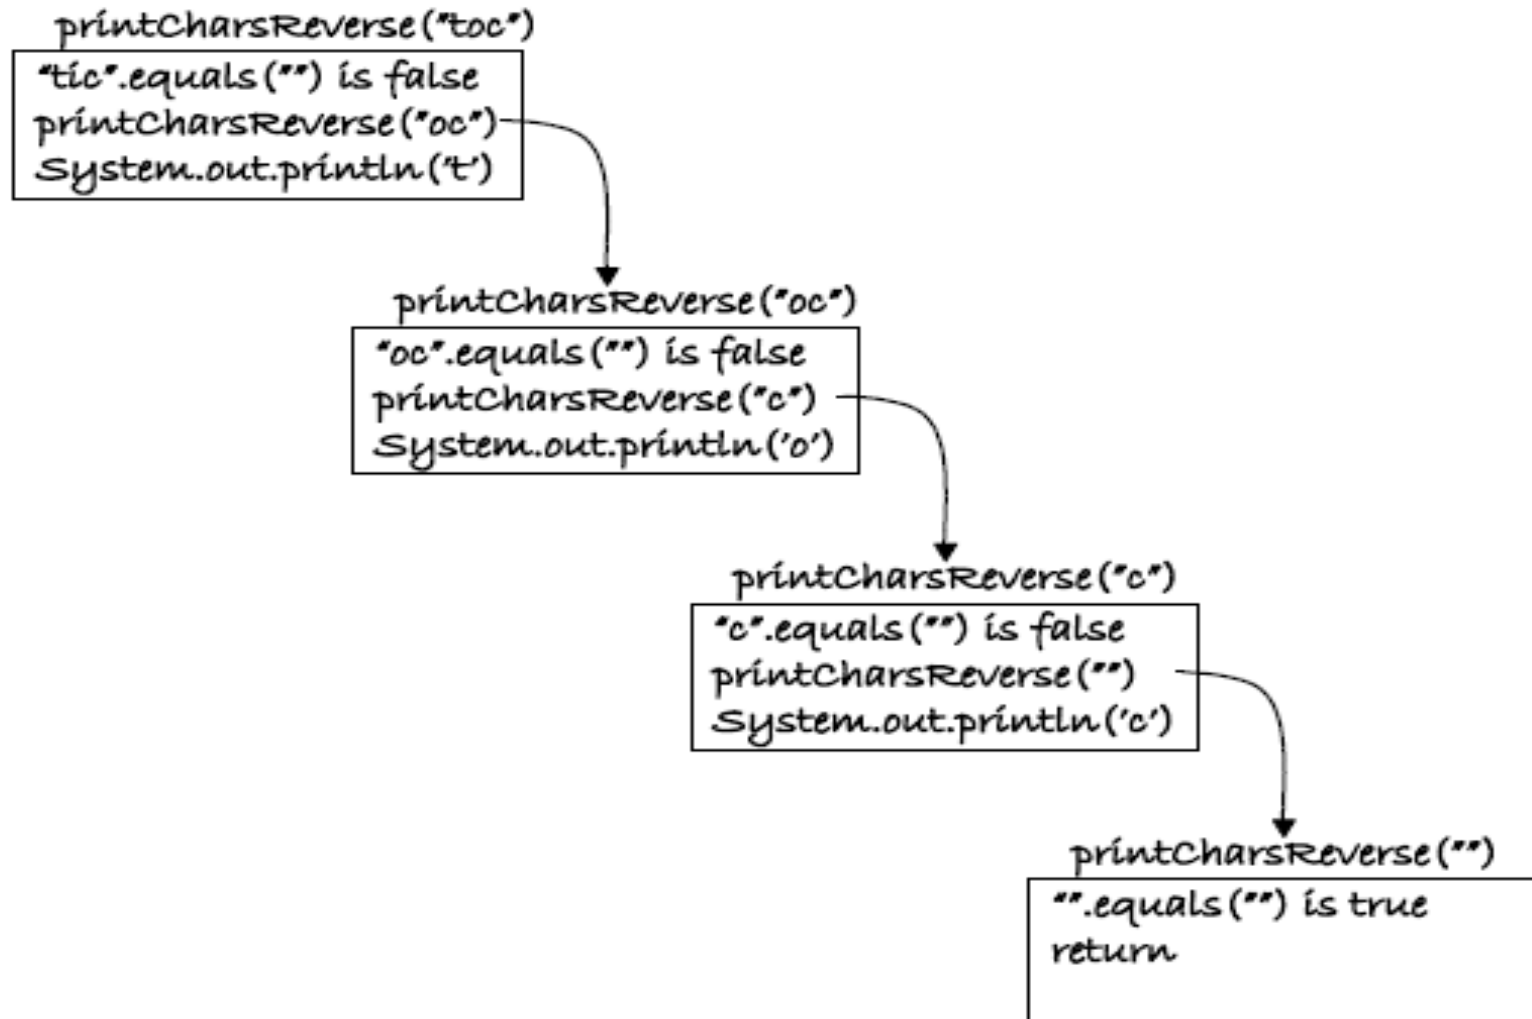 printCharsReverse("toc")
"tic".equals("") is false
printCharsReverse("oc")
System.out.println('t')
printCharsReverse("oc")
"oc".equals("") is false
printCharsReverse("c")
System.out.println('o')
printCharsReverse("c")
"c".equals("") is false
printCharsReverse("")
System.out.println('c')
printCharsReverse("")
"".equals("") is true
return